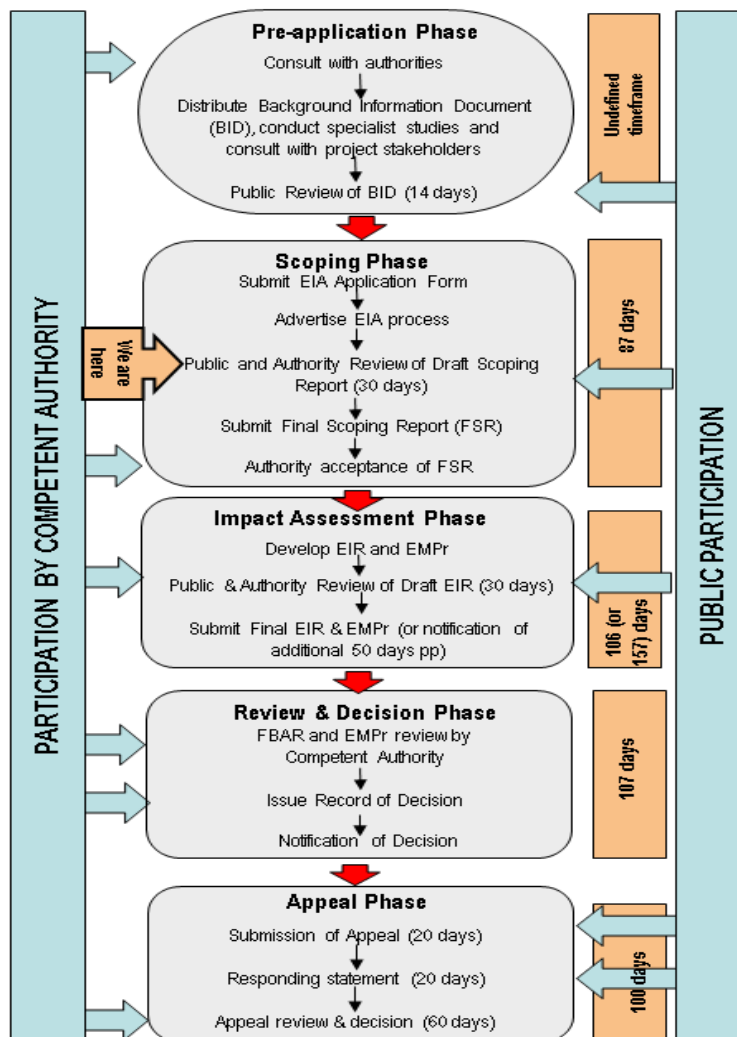 PARTICIPATION BY COMPETENT AUTHORITY
Pre-application Phase
Consult with authorities
Distribute Background Information Document
(BID), conduct specialist studies and
consult with project stakeholders
Public Review of BID (14 days)
Undefined
timeframe
Scoping Phase
Submit EIA Application Form
Advertise EIA process
Public and Authority Review of Draft Scoping
Report (30 days)
Submit Final Scoping Report (FSR)
Authority acceptance of FSR
We are
here
87 days
Impact Assessment Phase
Develop EIR and EMPr
Public & Authority Review of Draft EIR (30 days)
Submit Final EIR & EMPr (or notification of
additional 50 days pp)
106 (or
157) days
Review & Decision Phase
FBAR and EMPr review by
Competent Authority
Issue Record of Decision
Notification of Decision
107 days
Appeal Phase
Submission of Appeal (20 days)
Responding statement (20 days)
Appeal review & decision (60 days)
100 days
PUBLIC PARTICIPATION